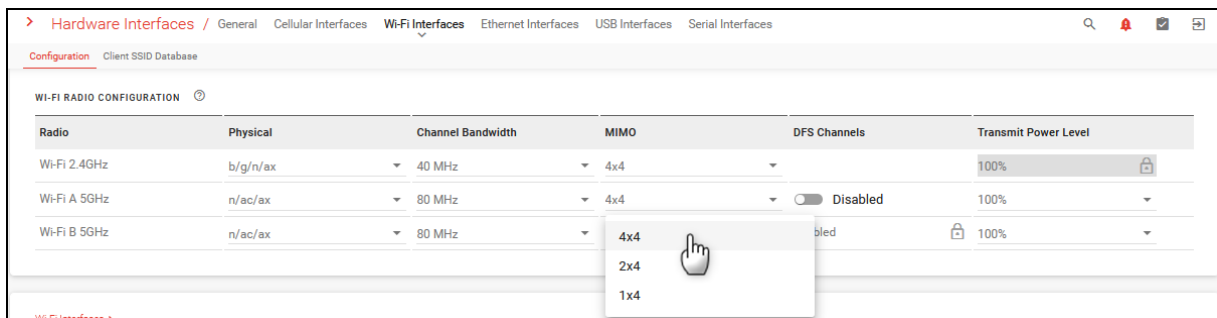 Hardware Interfaces / General Cellular Interfaces Wi-Fi Interfaces Ethernet Interfaces USB Interfaces Serial Interfaces
Configuration Client SSID Database
WI-FI RADIO CONFIGURATION
Radio Physical Channel Bandwidth MIMO DFS Channels Transmit Power Level
Wi-Fi 2.4GHz b/g/n/ax 40 MHz 4x4 100%
Wi-Fi A 5GHz n/ac/ax 80 MHz 4x4 Disabled 100%
Wi-Fi B 5GHz n/ac/ax 80 MHz bled 100%
4x4
2x4
1x4